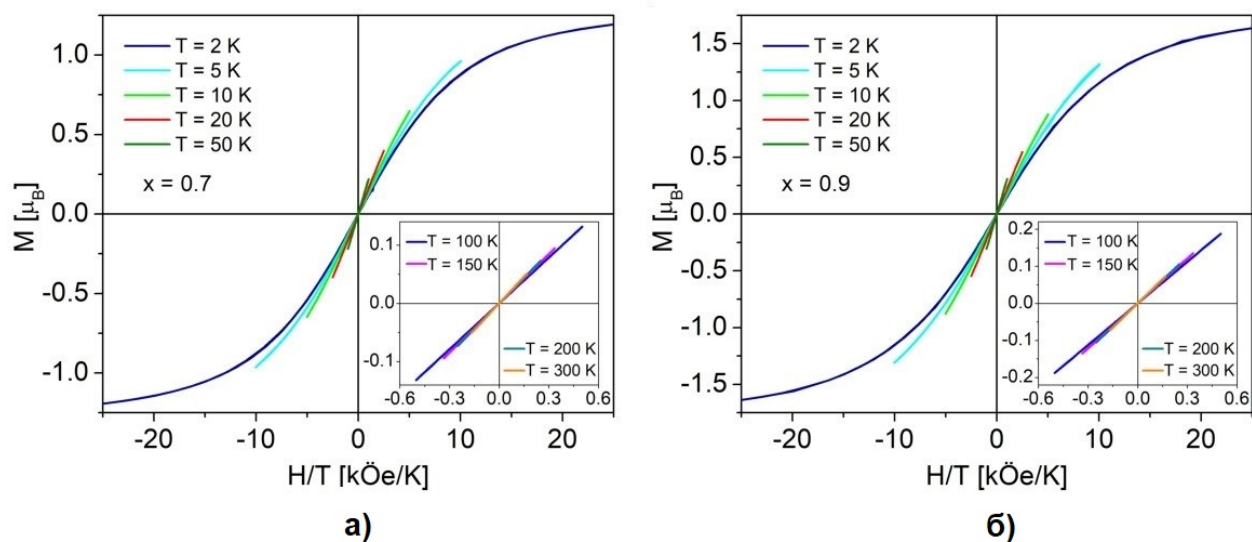 T = 2 K
T = 5 K
T = 10 K
T = 20 K
T = 50 K
x = 0.7
M [μB]
1.0
0.5
0.0
-0.5
-1.0
-20
-10
0
10
20
H/T [kÖe/K]
T = 100 K
T = 150 K
T = 200 K
T = 300 K
0.1
0.0
-0.1
-0.6
-0.3
0.0
0.3
0.6
а)
T = 2 K
T = 5 K
T = 10 K
T = 20 K
T = 50 K
x = 0.9
M [μB]
1.5
1.0
0.5
0.0
-0.5
-1.0
-1.5
-20
-10
0
10
20
H/T [kÖe/K]
T = 100 K
T = 150 K
T = 200 K
T = 300 K
0.2
0.1
0.0
-0.1
-0.2
-0.6
-0.3
0.0
0.3
0.6
б)